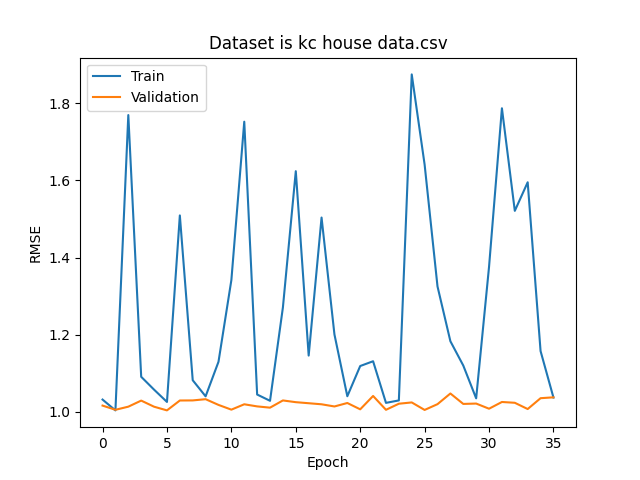 Dataset is kc house data.csv
Train
Validation
1.8
1.6
1.4
1.2
1.0
RMSE
0 5 10 15 20 25 30 35
Epoch